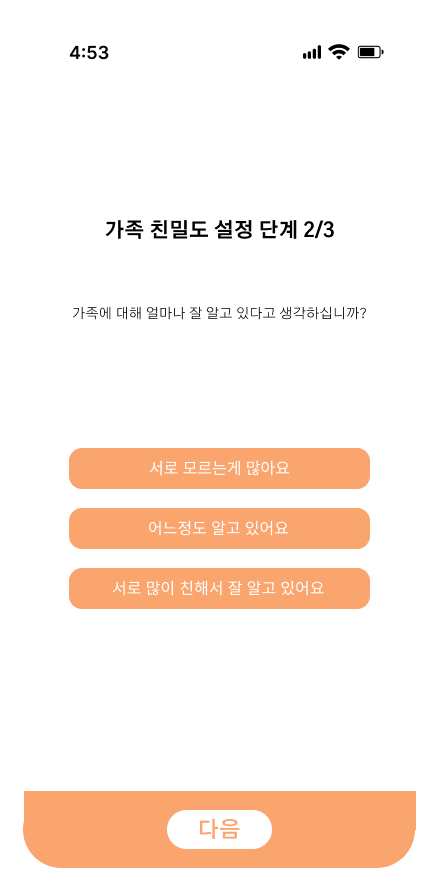 4:53
가족 친밀도 설정 단계 2/3
가족에 대해 얼마나 잘 알고 있다고 생각하십니까?
서로 모르는게 많아요
어느정도 알고 있어요
서로 많이 친해서 잘 알고 있어요
다음